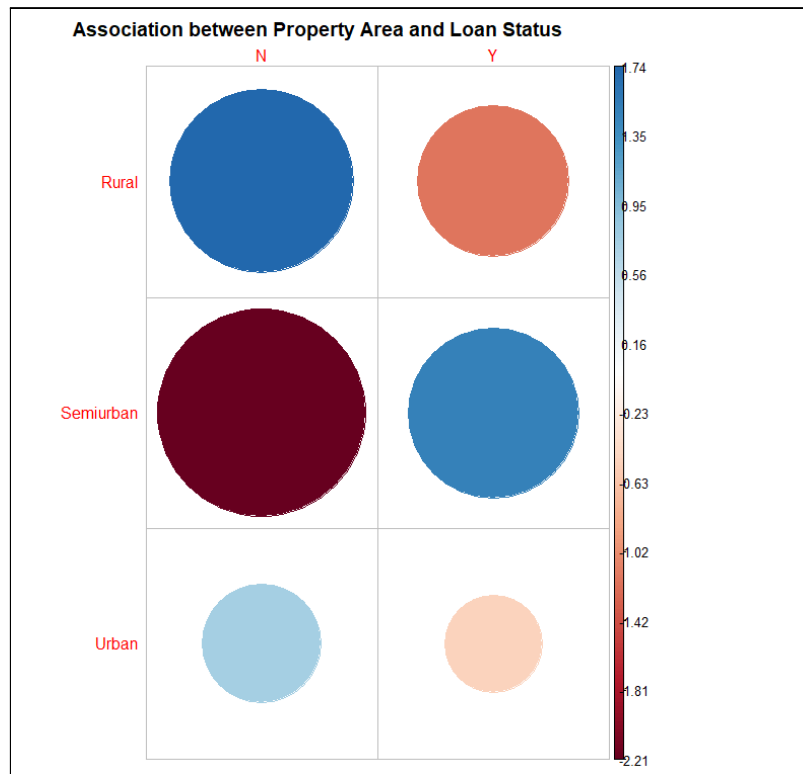 Association between Property Area and Loan Status
N Y
1.74
1.35
Rural
0.95
0.56
0.16
Semiurban
-0.23
-0.63
-1.02
-1.42
Urban
-1.81
-2.21